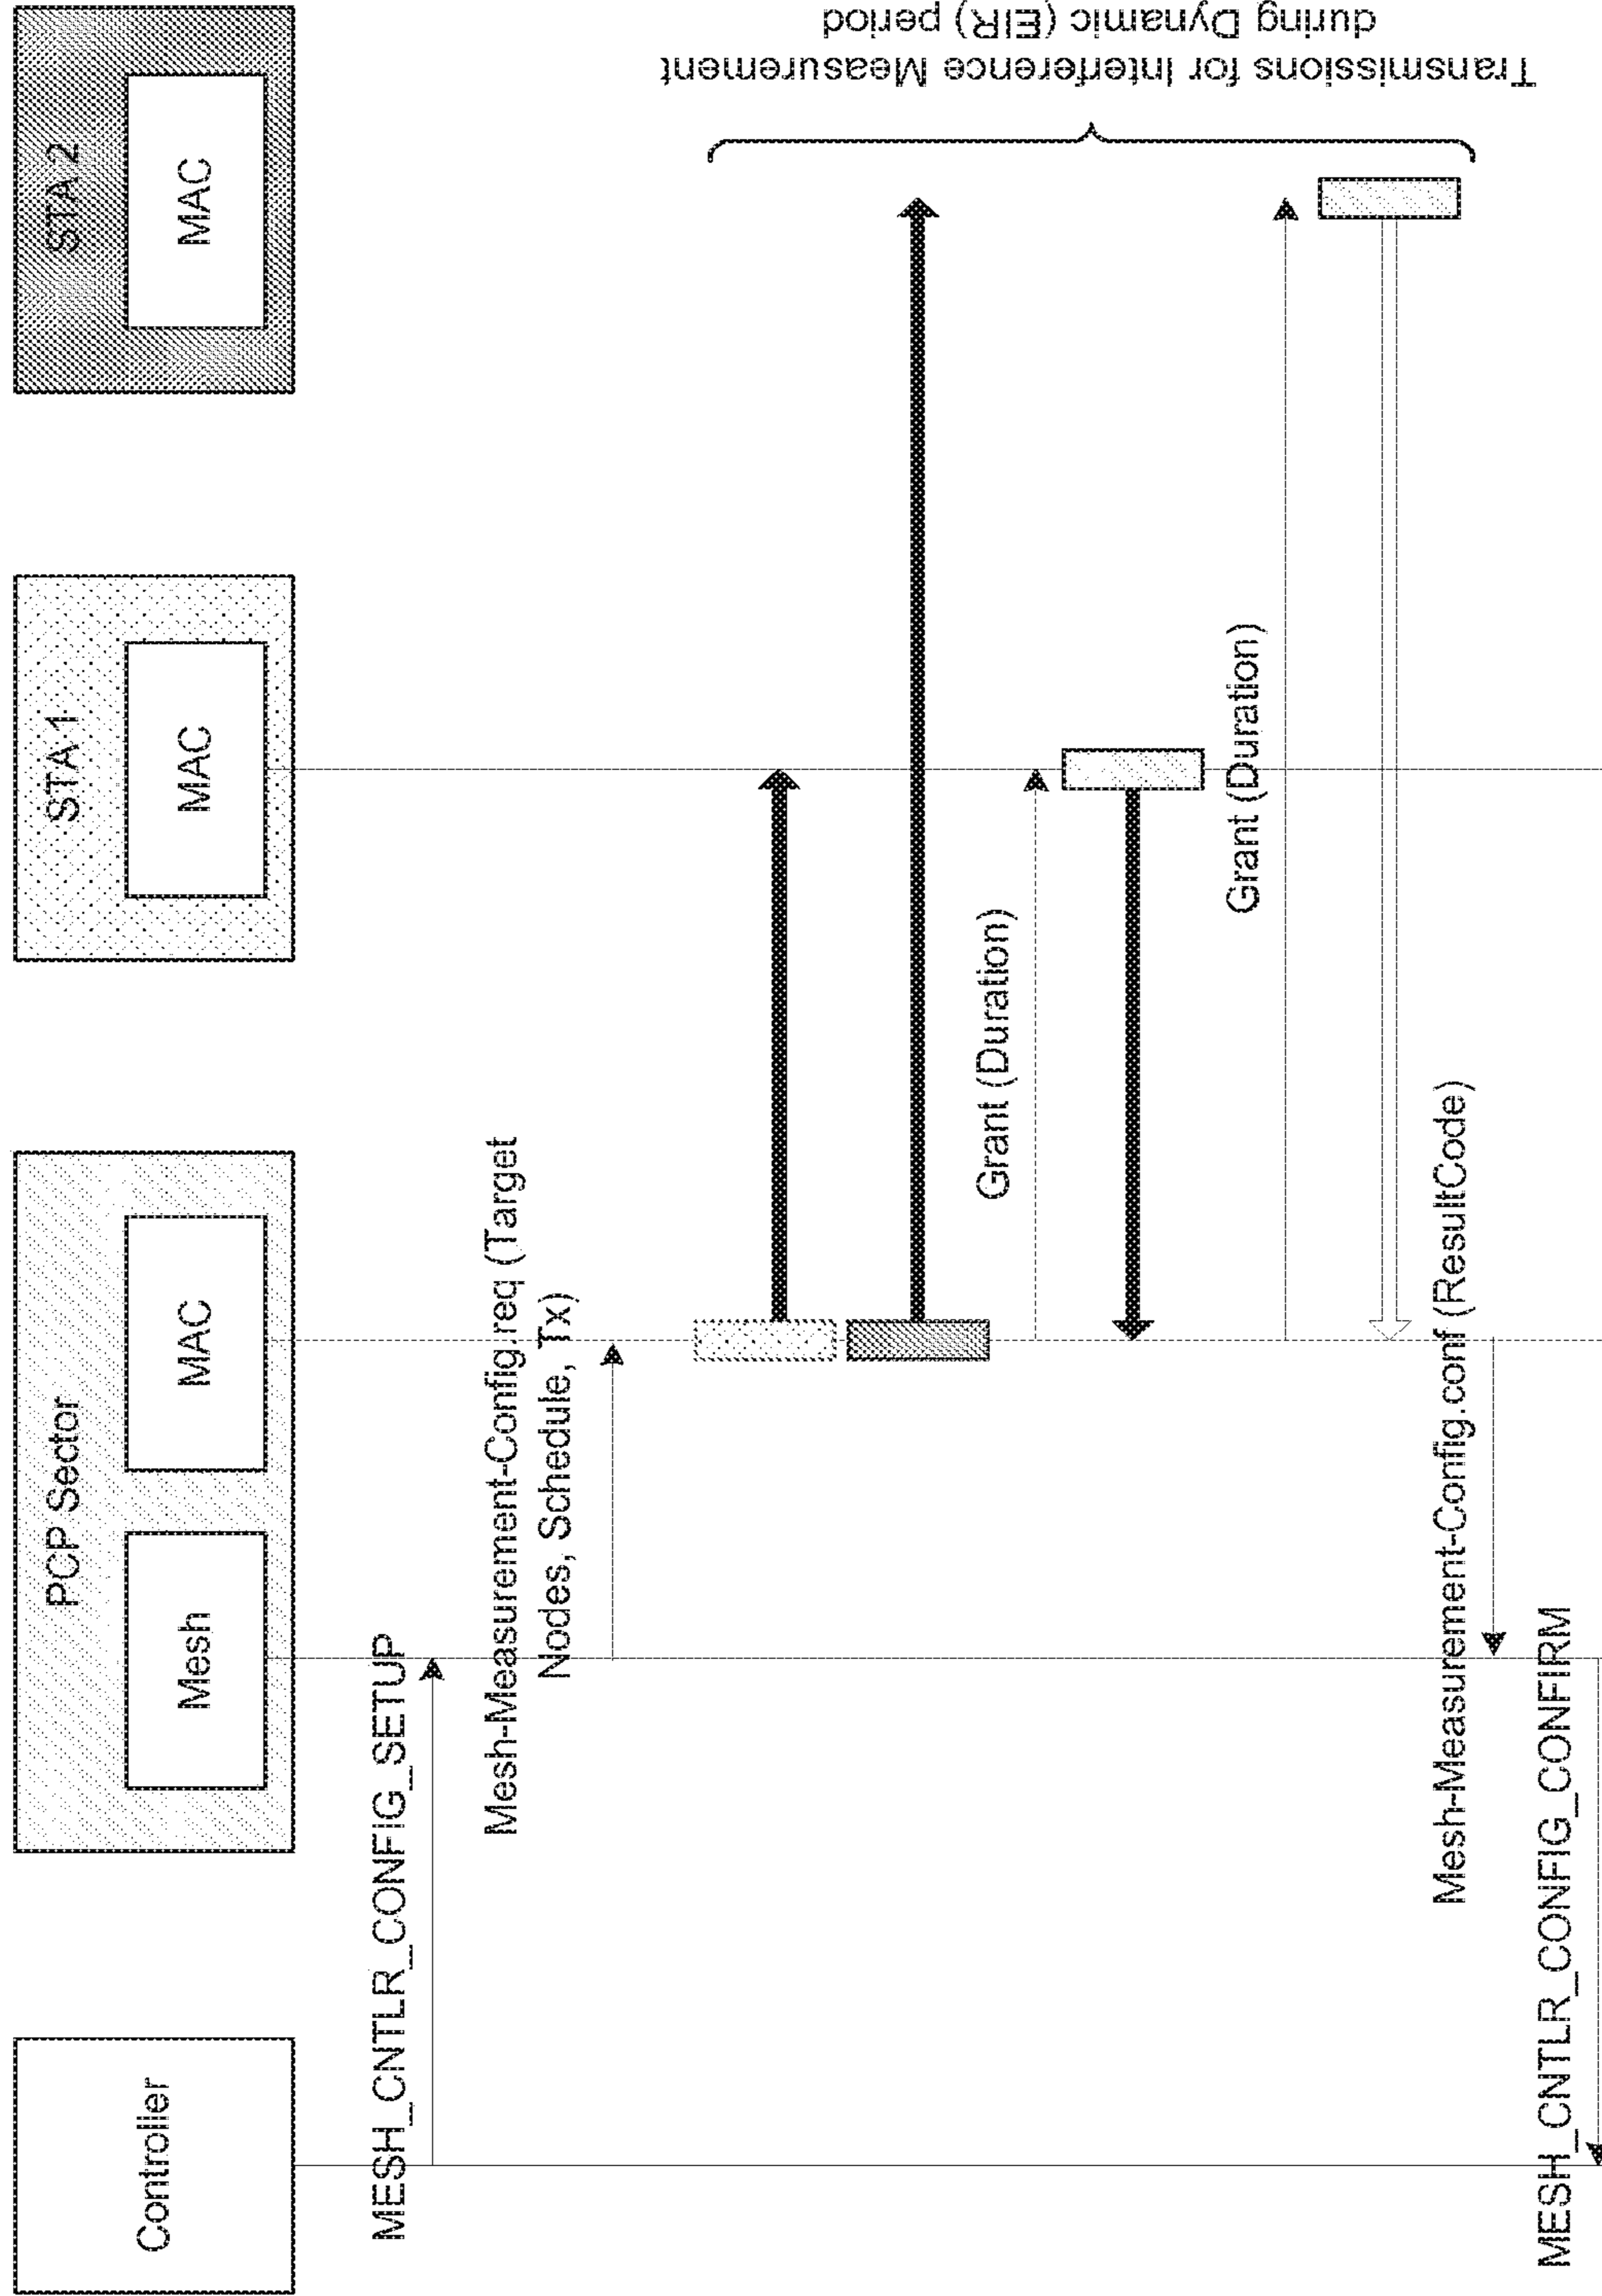 Controller
PCP Sector
Mesh
MAC
STA 1
MAC
STA 2
MAC
MESH_CNTLR_CONFIG_SETUP
Mesh-Measurement-Config.req (Target
Nodes, Schedule, Tx)
Grant (Duration)
Grant (Duration)
Transmissions for Interference Measurement
during Dynamic (EIR) period
Mesh-Measurement-Config.conf (ResultCode)
MESH_CNTLR_CONFIG_CONFIRM